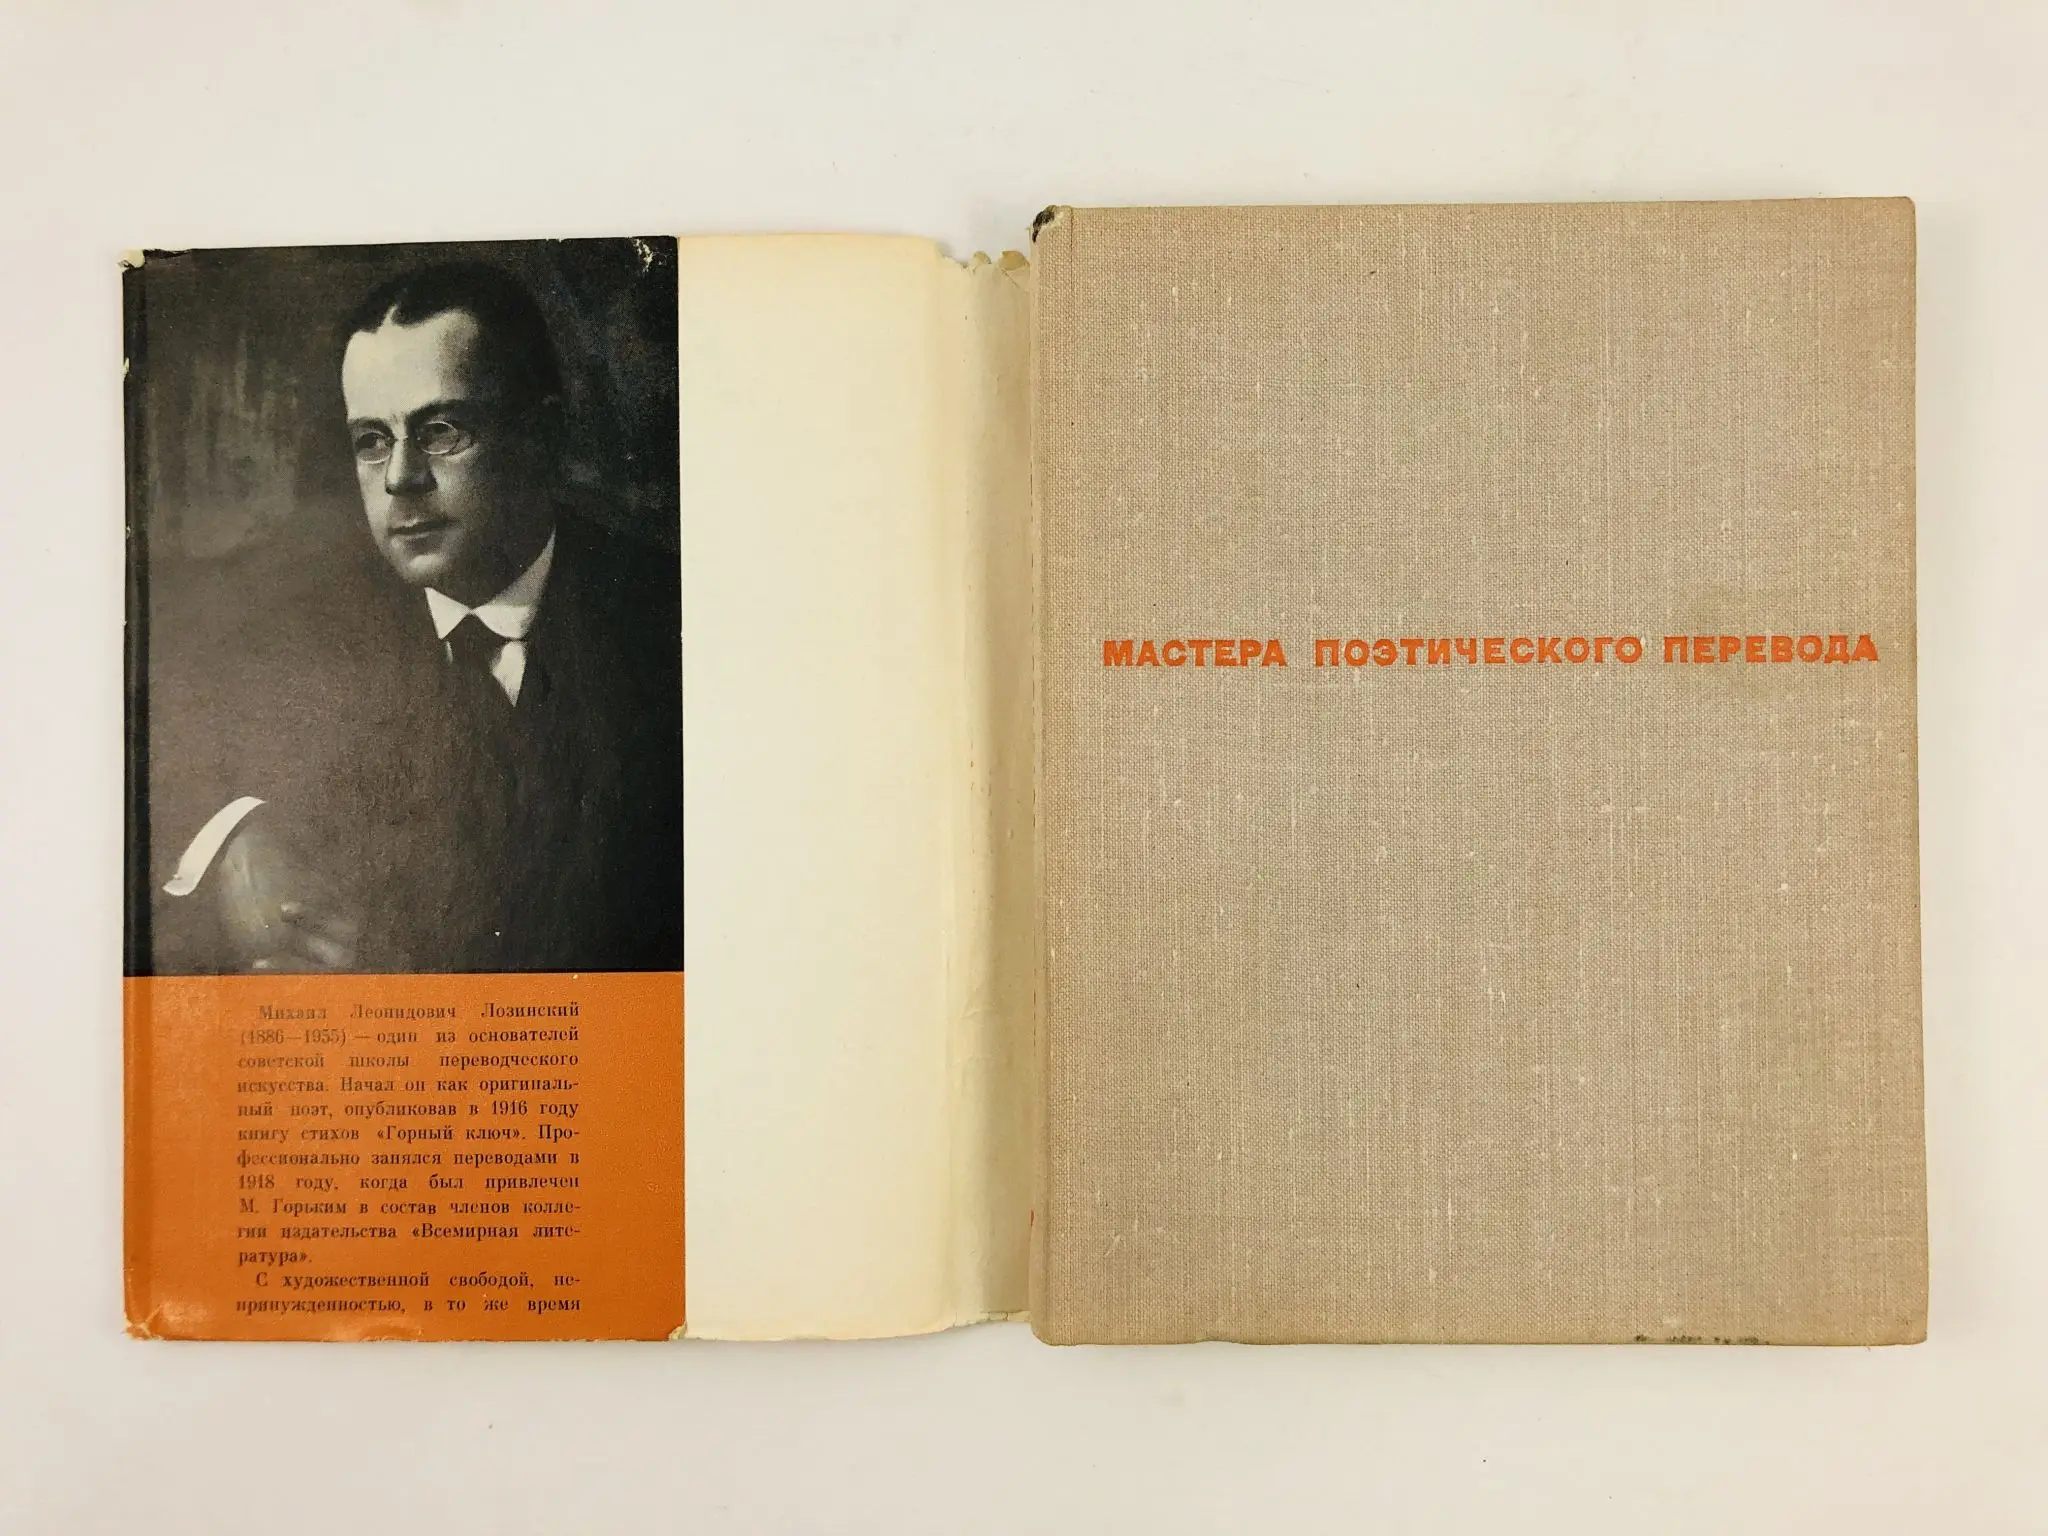 Михаил Леонидович Лозинский
(1886—1955) — один из основателей
советской школы переводческого
искусства. Начал он как оригиналь-
ный поэт, опубликовав в 1916 году
книгу стихов «Горный ключ». Про-
фессионально занялся переводами в
1918 году, когда был привлечен
М. Горьким в состав членов колле-
гии издательства «Всемирная лите-
ратура».
С художественной свободой, не-
принужденностью, в то же время
МАСТЕРА ПОЭТИЧЕСКОГО ПЕРЕВОДА